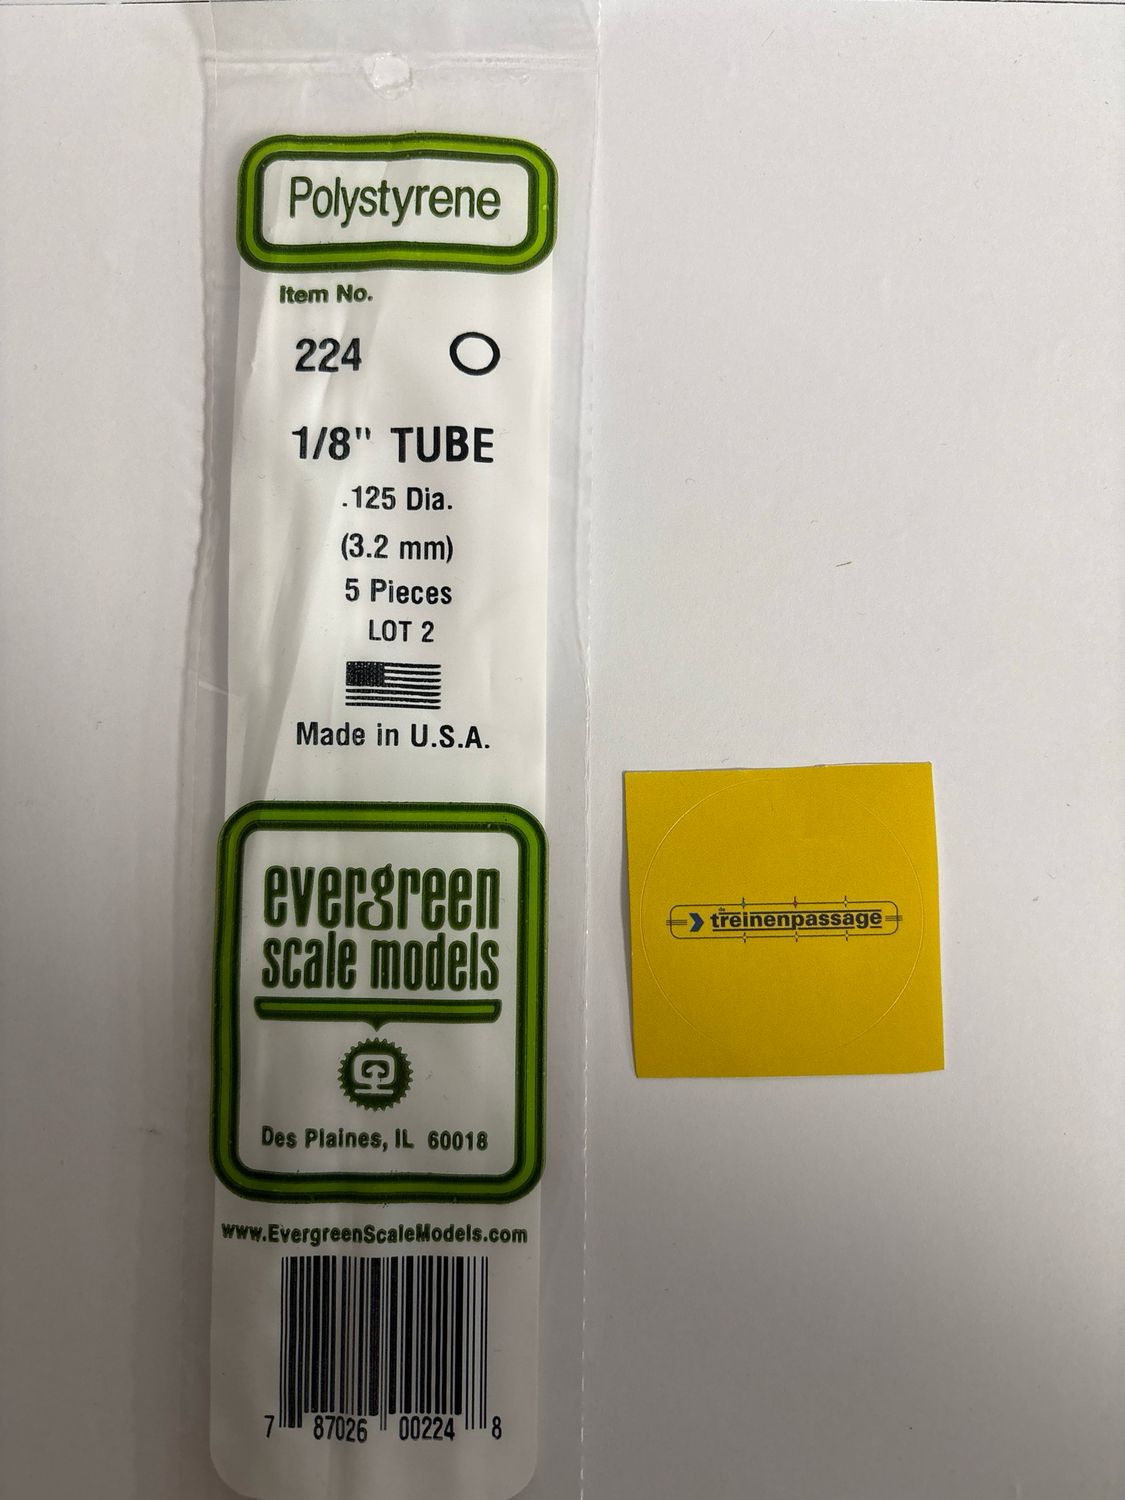 Polystyrene
Item No.
224
1/8" TUBE
.125 Dia.
(3.2 mm)
5 Pieces
LOT 2
Made in U.S.A.
evergreen
scale models
Des Plaines, IL 60018
www.EvergreenScaleModels.com
7 87026 00224 8
de
treinenpassage